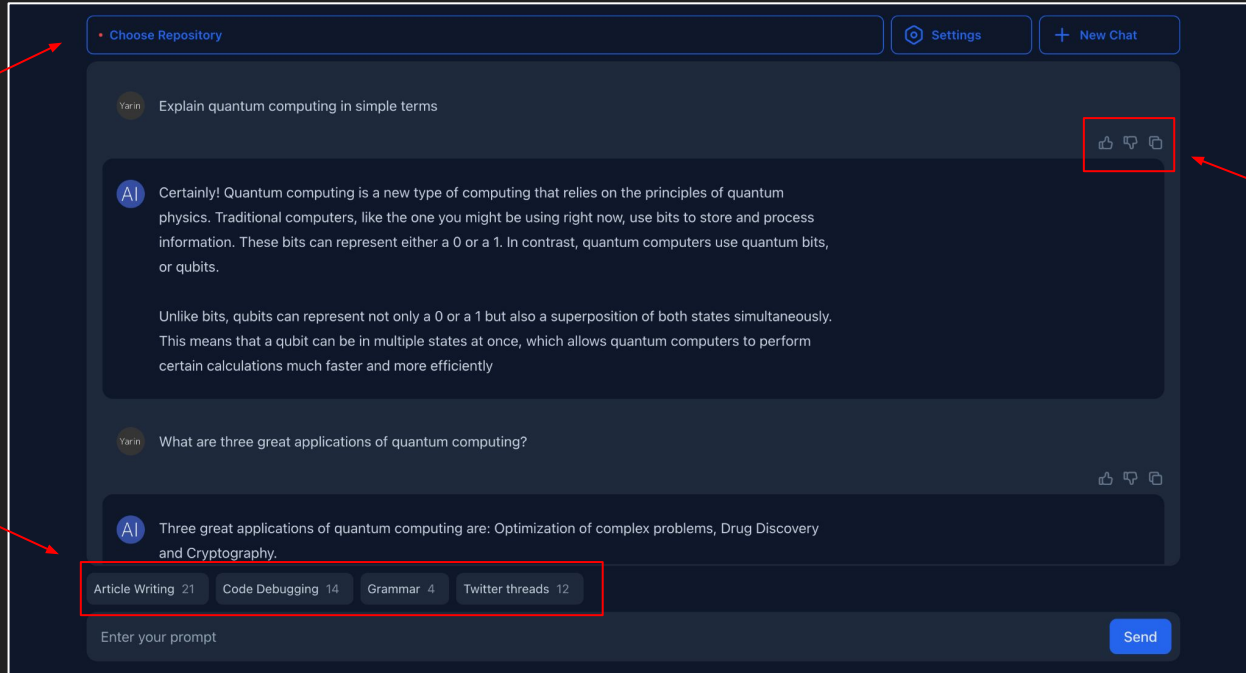 Choose Repository
Settings
New Chat
Yarin
Explain quantum computing in simple terms
AI
Certainly! Quantum computing is a new type of computing that relies on the principles of quantum
physics. Traditional computers, like the one you might be using right now, use bits to store and process
information. These bits can represent either a 0 or a 1. In contrast, quantum computers use quantum bits,
or qubits.
Unlike bits, qubits can represent not only a 0 or a 1 but also a superposition of both states simultaneously.
This means that a qubit can be in multiple states at once, which allows quantum computers to perform
certain calculations much faster and more efficiently
Yarin
What are three great applications of quantum computing?
AI
Three great applications of quantum computing are: Optimization of complex problems, Drug Discovery
and Cryptography.
Article Writing 21
Code Debugging 14
Grammar 4
Twitter threads 12
Enter your prompt
Send